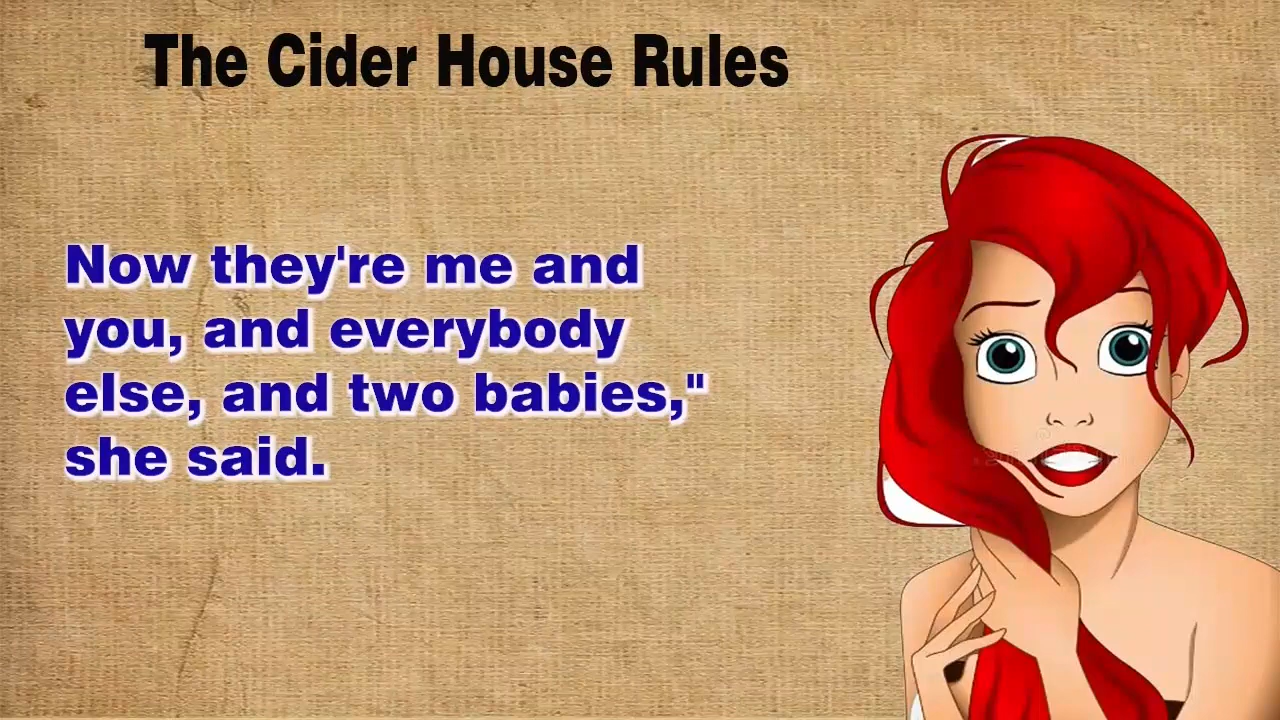 The Cider House Rules
Now they're me and
you, and everybody
else, and two babies,"
she said.